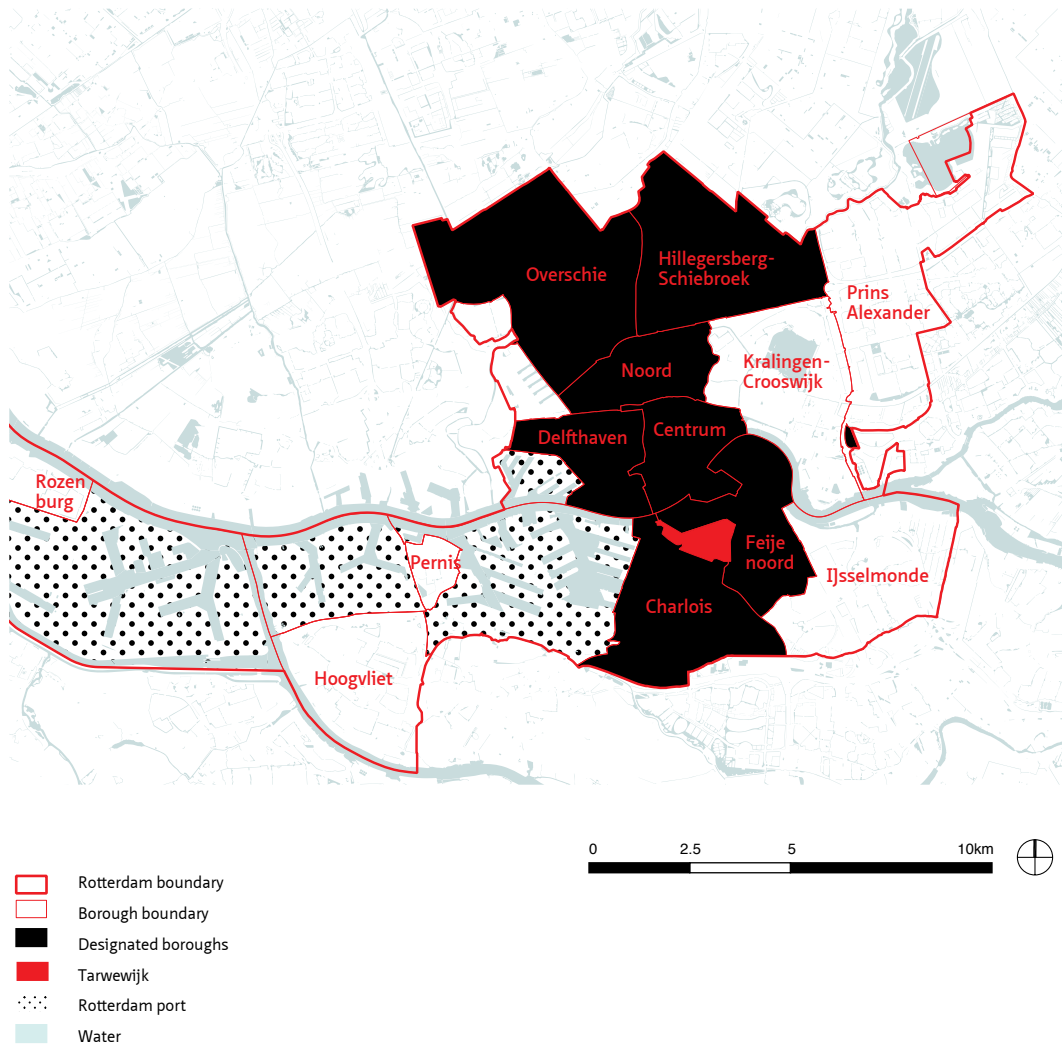 Overschie
Hillegersberg-
Schiebroek
Prins
Alexander
Noord
Kralingen-
Crooswijk
Delfthaven
Centrum
Rozen
burg
Pernis
Feije
noord
IJsselmonde
Charlois
Hoogvliet
0 2.5 5 10km
Rotterdam boundary
Borough boundary
Designated boroughs
Tarwewijk
Rotterdam port
Water